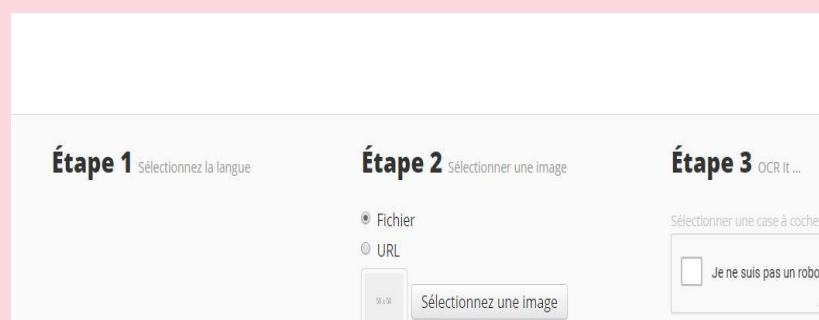 Étape 1 Sélectionnez la langue
Étape 2 Sélectionner une image
Fichier
URL
Sélectionnez une image
Étape 3 OCR It ...
Sélectionner une case à coche
Je ne suis pas un robo